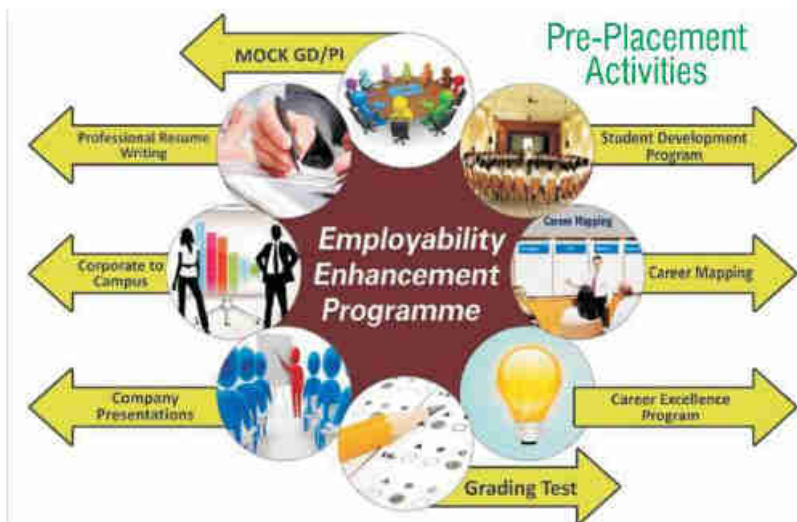 Pre-Placement
Activities
MOCK GD/PI
Professional Resume
Writing
Student Development
Program
Career Mapping
Corporate to
Campus
Employability
Enhancement
Programme
Career Mapping
Company
Presentations
Career Excellence
Program
Grading Test